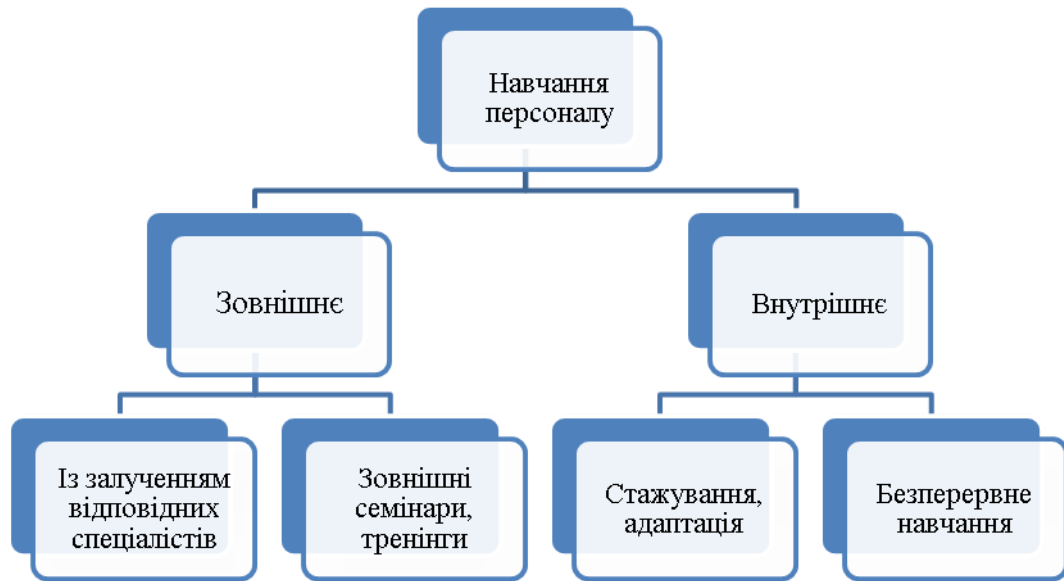 Навчання
персоналу
Зовнішнє
Внутрішнє
Із залученням
відповідних
спеціалістів
Зовнішні
семінари,
тренінги
Стажування,
адаптація
Безперервне
навчання